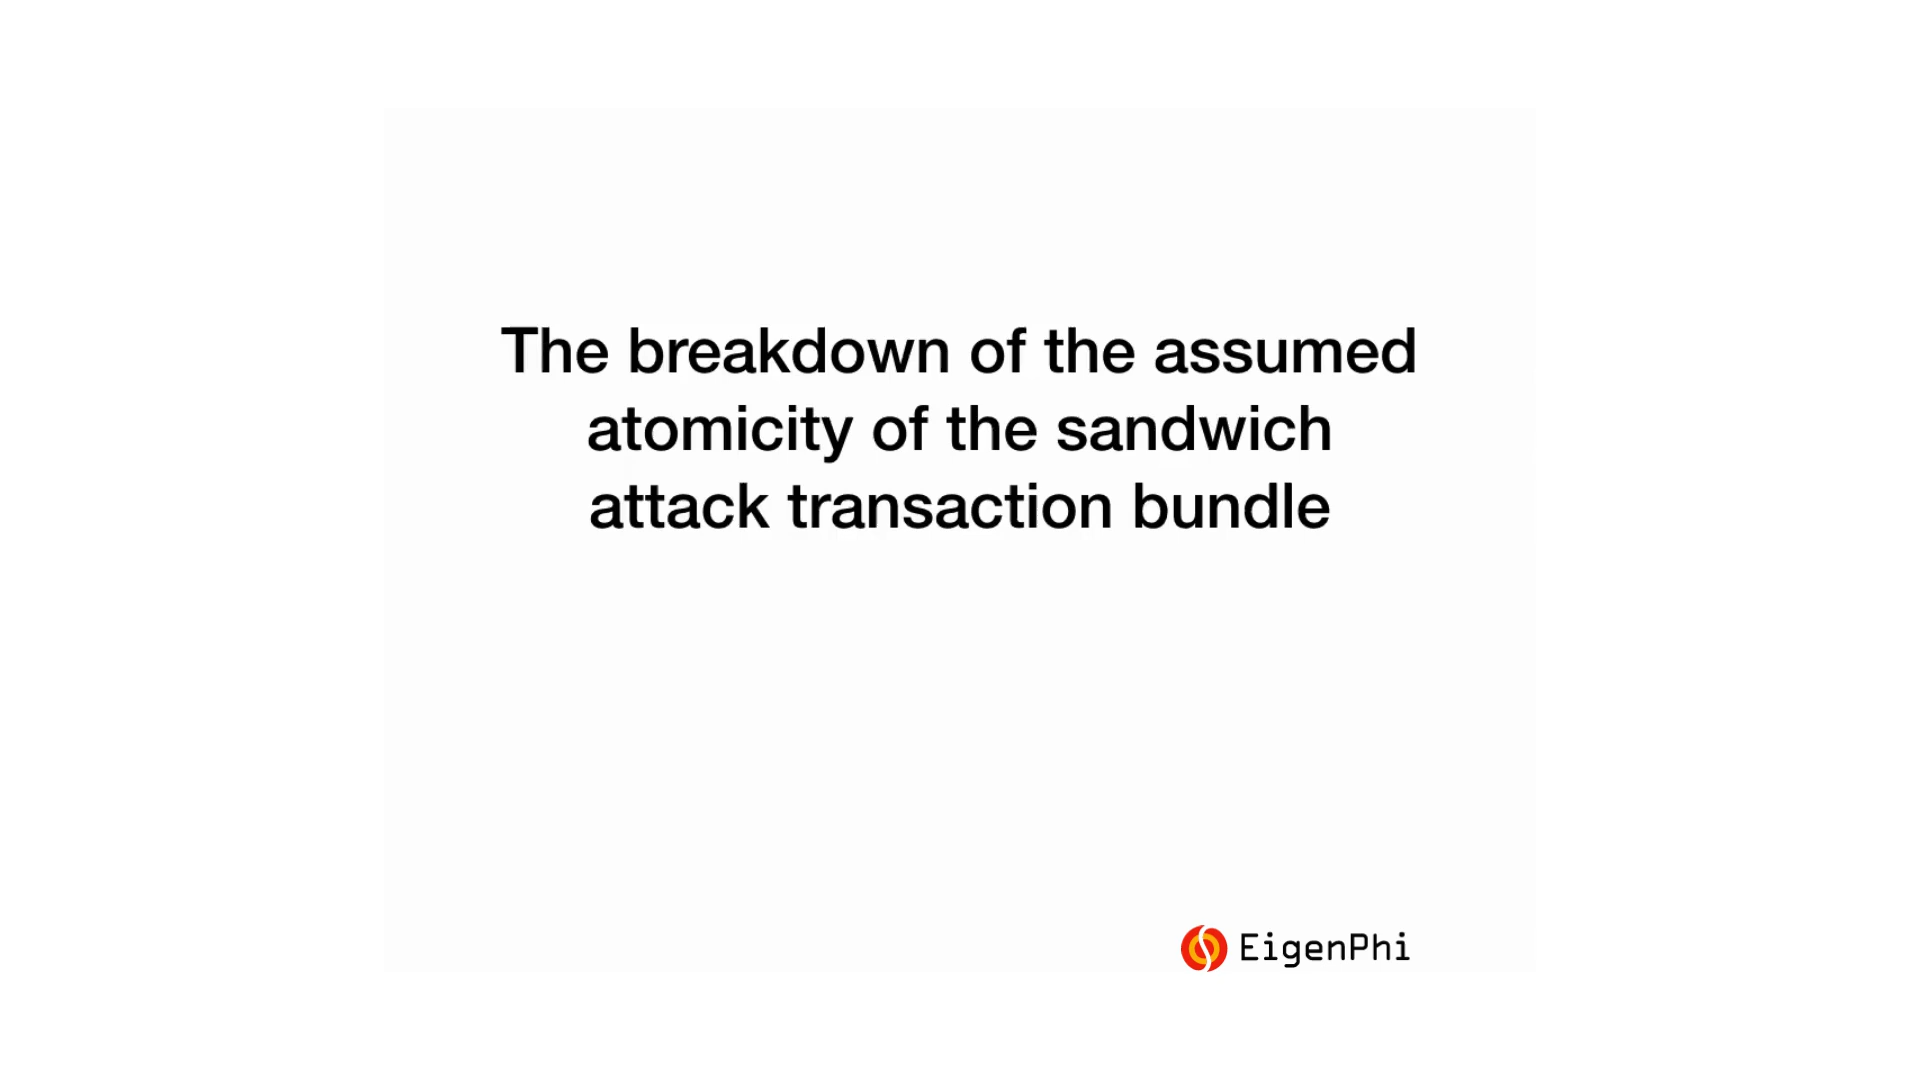 The breakdown of the assumed
atomicity of the sandwich
attack transaction bundle
EigenPhi